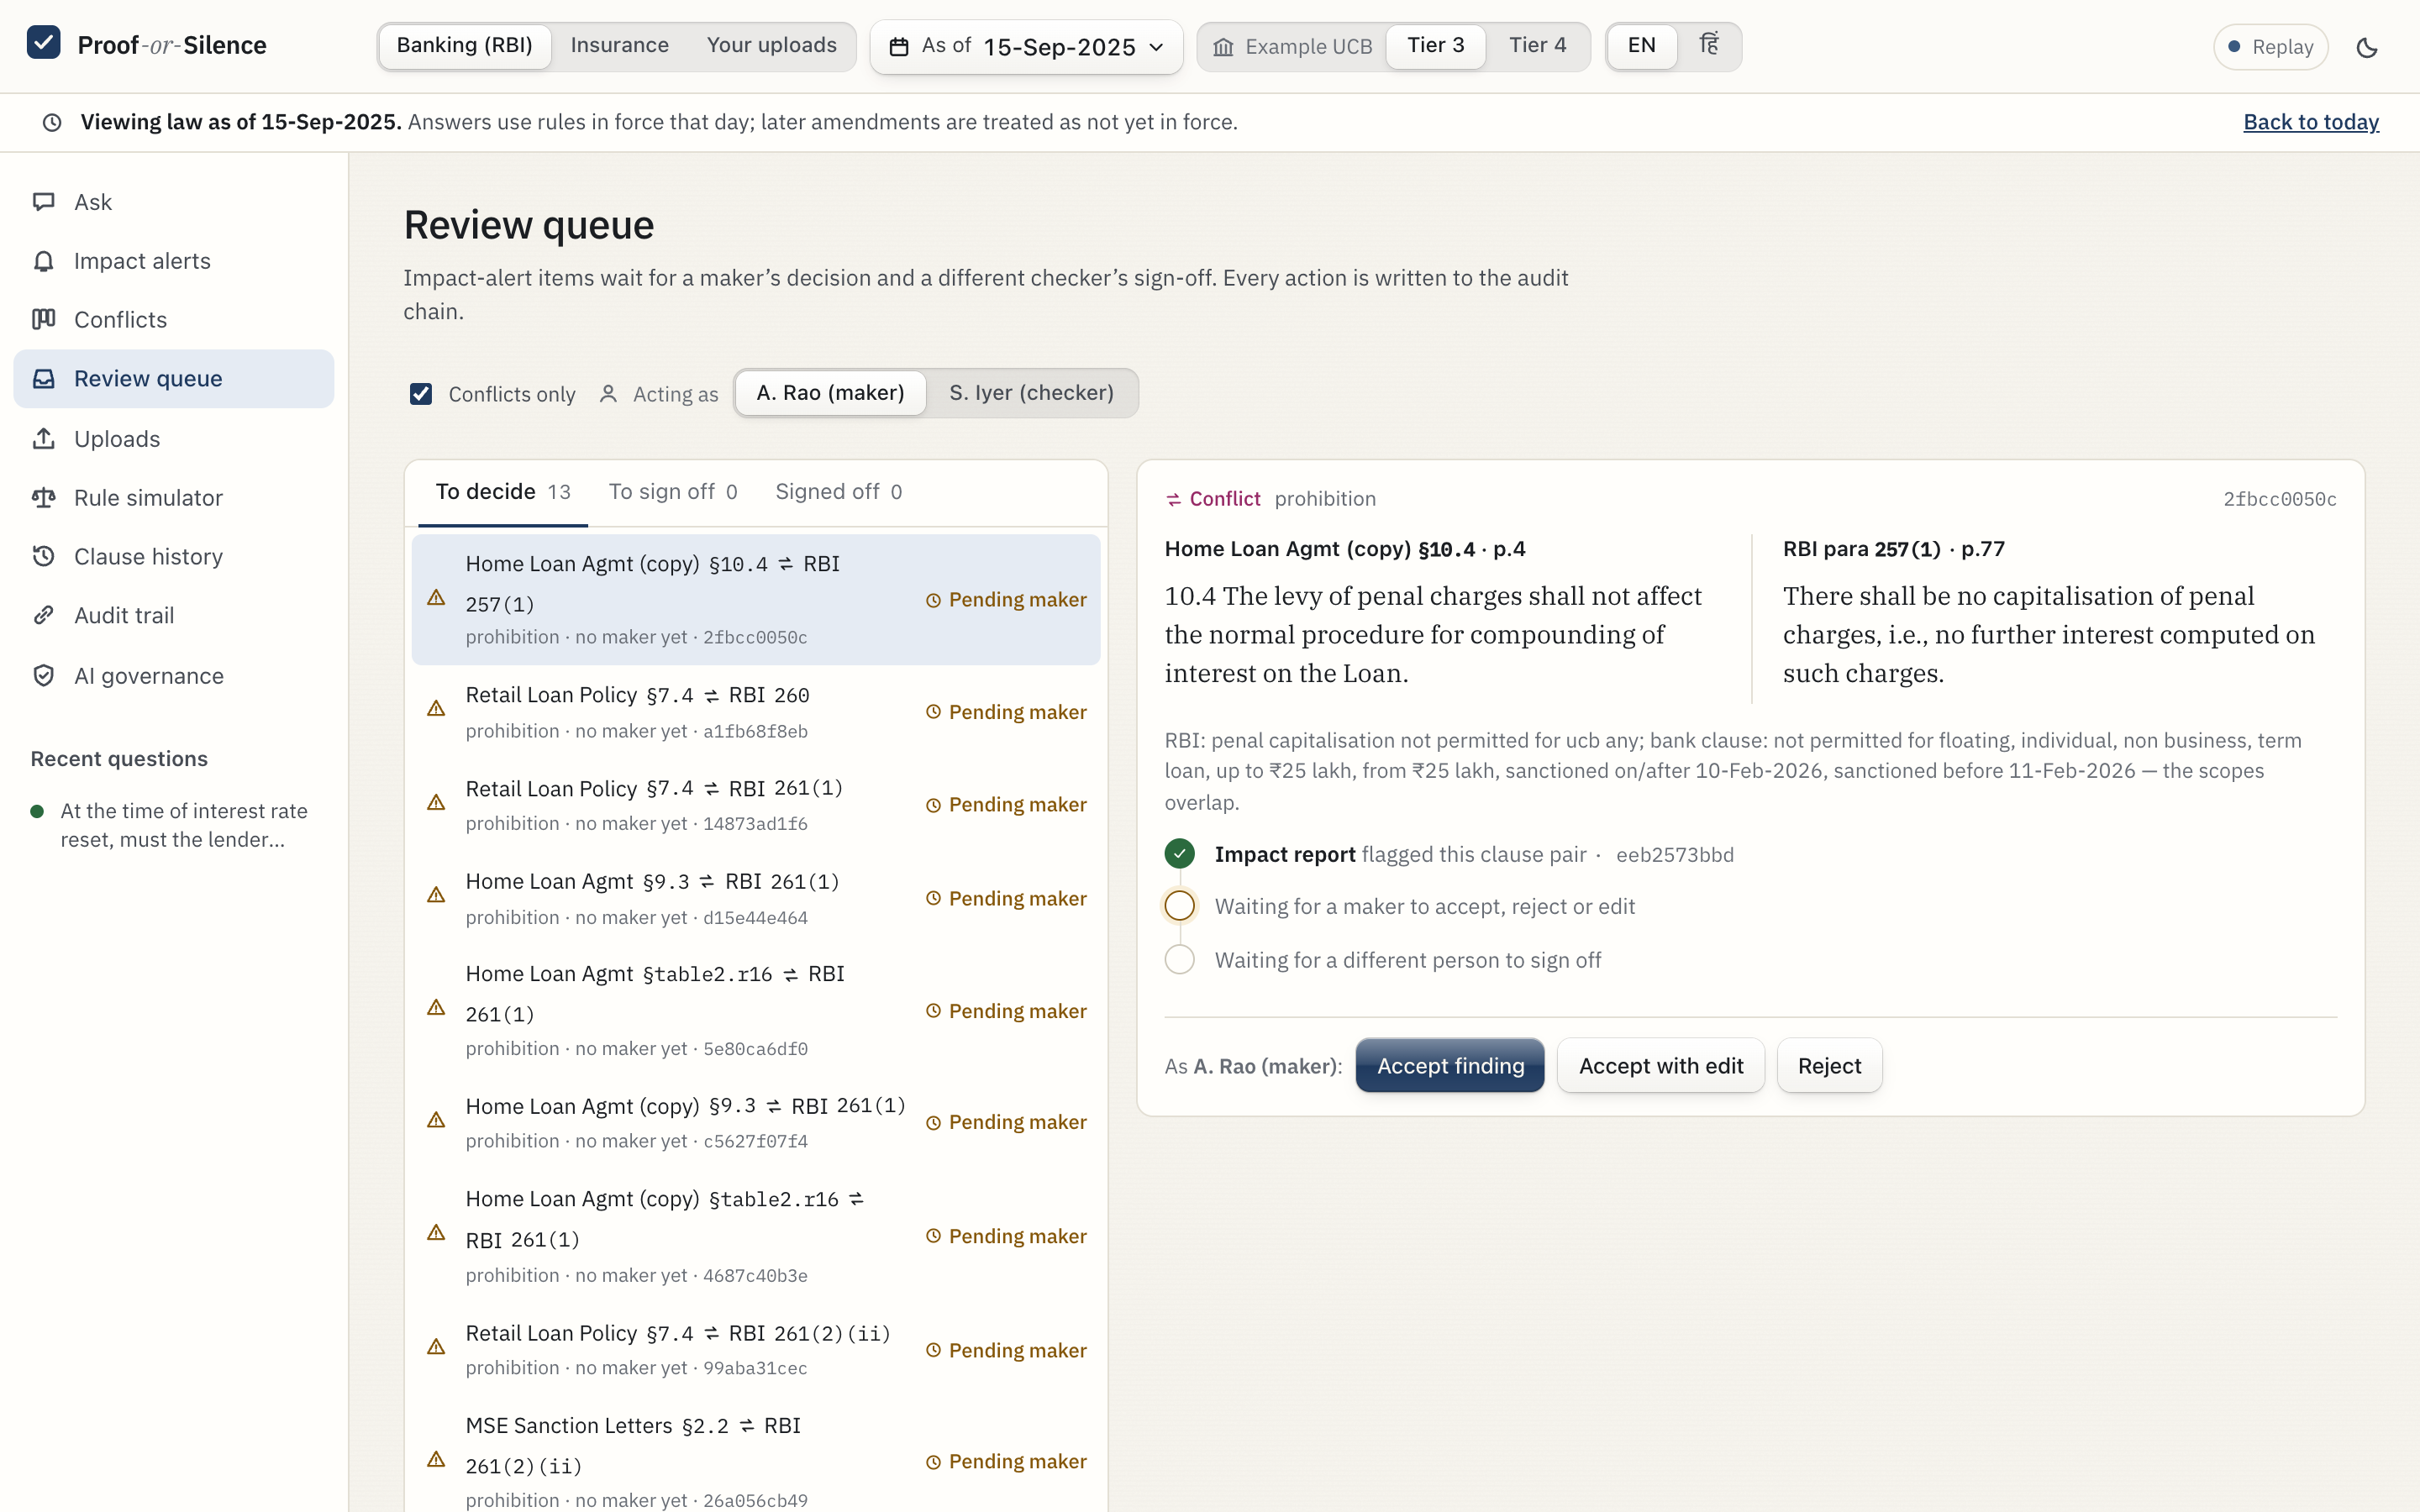 Proof-or-Silence
Banking (RBI) Insurance Your uploads
As of 15-Sep-2025
Example UCB Tier 3 Tier 4
EN हिं
Replay
Viewing law as of 15-Sep-2025. Answers use rules in force that day; later amendments are treated as not yet in force.
Back to today
Ask
Impact alerts
Conflicts
Review queue
Uploads
Rule simulator
Clause history
Audit trail
AI governance
Recent questions
At the time of interest rate
reset, must the lender...
Review queue
Impact-alert items wait for a maker’s decision and a different checker’s sign-off. Every action is written to the audit
chain.
Conflicts only
Acting as A. Rao (maker) S. Iyer (checker)
To decide 13 To sign off 0 Signed off 0
Home Loan Agmt (copy) §10.4 ⇌ RBI
257(1)
prohibition · no maker yet · 2fbcc0050c
Pending maker
Retail Loan Policy §7.4 ⇌ RBI 260
prohibition · no maker yet · a1fb68f8eb
Pending maker
Retail Loan Policy §7.4 ⇌ RBI 261(1)
prohibition · no maker yet · 14873ad1f6
Pending maker
Home Loan Agmt §9.3 ⇌ RBI 261(1)
prohibition · no maker yet · d15e44e464
Pending maker
Home Loan Agmt §table2.r16 ⇌ RBI
261(1)
prohibition · no maker yet · 5e80ca6df0
Pending maker
Home Loan Agmt (copy) §9.3 ⇌ RBI 261(1)
prohibition · no maker yet · c5627f07f4
Pending maker
Home Loan Agmt (copy) §table2.r16 ⇌
RBI 261(1)
prohibition · no maker yet · 4687c40b3e
Pending maker
Retail Loan Policy §7.4 ⇌ RBI 261(2)(ii)
prohibition · no maker yet · 99aba31cec
Pending maker
MSE Sanction Letters §2.2 ⇌ RBI
261(2)(ii)
prohibition · no maker yet · 26a056cb49
Pending maker
⇌ Conflict prohibition
2fbcc0050c
Home Loan Agmt (copy) §10.4 · p.4
10.4 The levy of penal charges shall not affect
the normal procedure for compounding of
interest on the Loan.
RBI para 257(1) · p.77
There shall be no capitalisation of penal
charges, i.e., no further interest computed on
such charges.
RBI: penal capitalisation not permitted for ucb any; bank clause: not permitted for floating, individual, non business, term
loan, up to ₹25 lakh, from ₹25 lakh, sanctioned on/after 10-Feb-2026, sanctioned before 11-Feb-2026 — the scopes
overlap.
Impact report flagged this clause pair · eeb2573bbd
Waiting for a maker to accept, reject or edit
Waiting for a different person to sign off
As A. Rao (maker): Accept finding Accept with edit Reject